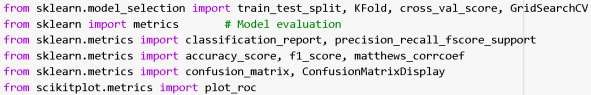 from sklearn.model_selection import train_test_split, KFold, cross_val_score, GridSearchCV
from sklearn import metrics      # Model evaluation
from sklearn.metrics import classification_report, precision_recall_fscore_support
from sklearn.metrics import accuracy_score, f1_score, matthews_corrcoef
from sklearn.metrics import confusion_matrix, ConfusionMatrixDisplay
from scikitplot.metrics import plot_roc